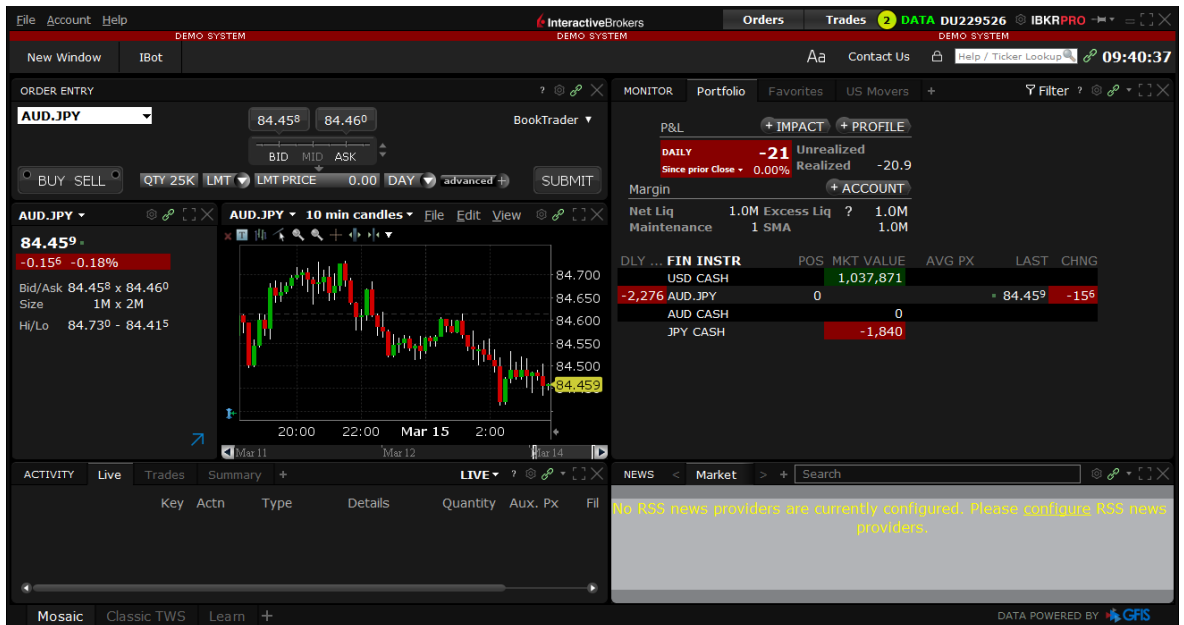 File Account Help InteractiveBrokers Orders Trades 2 DATA DU229526 IBKRPRO
DEMO SYSTEM DEMO SYSTEM DEMO SYSTEM
New Window IBot Aa Contact Us Help / Ticker Lookup 09:40:37
ORDER ENTRY ?
AUD.JPY 84.45⁸ 84.46⁰ BookTrader
BID MID ASK
BUY SELL QTY 25K LMT LMT PRICE 0.00 DAY advanced + SUBMIT
MONITOR Portfolio Favorites US Movers + Filter ?
P&L + IMPACT + PROFILE
DAILY -21 Unrealized
Since prior Close 0.00% Realized -20.9
Margin + ACCOUNT
Net Liq 1.0M Excess Liq ? 1.0M
Maintenance 1 SMA 1.0M
DLY ... FIN INSTR POS MKT VALUE AVG PX LAST CHNG
USD CASH 1,037,871
-2,276 AUD.JPY 0 84.45⁹ -15⁶
AUD CASH 0
JPY CASH -1,840
AUD.JPY
84.45⁹
-0.15⁶ -0.18%
Bid/Ask 84.45⁸ x 84.46⁰
Size 1M x 2M
Hi/Lo 84.73⁰ - 84.41⁵
AUD.JPY 10 min candles File Edit View
84.700
84.650
84.600
84.550
84.500
84.459
20:00 22:00 Mar 15 2:00
Mar 11 Mar 12 Mar 14
ACTIVITY Live Trades Summary + LIVE ?
Key Actn Type Details Quantity Aux. Px Fil
NEWS < Market > + Search
No RSS news providers are currently configured. Please configure RSS news
providers.
Mosaic Classic TWS Learn + DATA POWERED BY GFIS